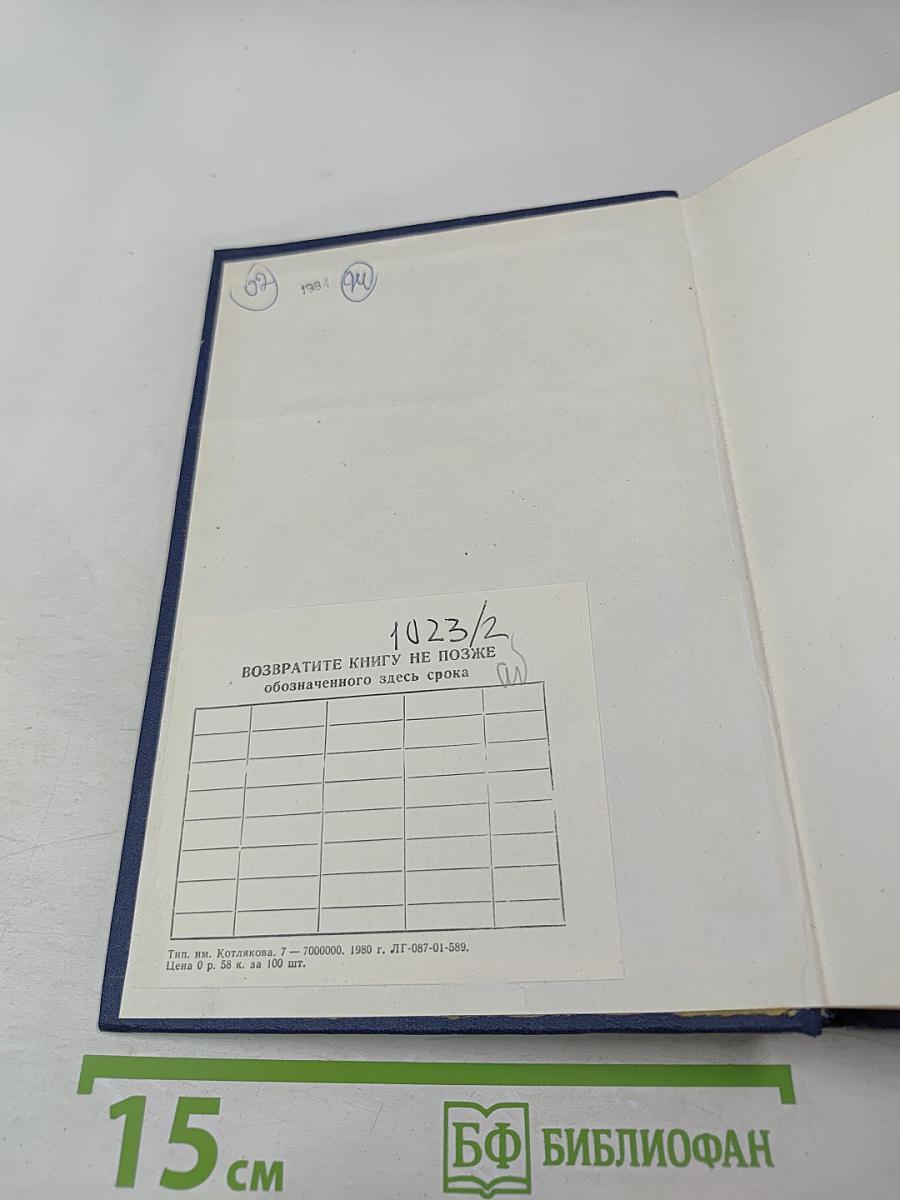 1984
1023/2
ВОЗВРАТИТЕ КНИГУ НЕ ПОЗЖЕ
обозначенного здесь срока
Тип. им. Котлякова. 7 — 7000000. 1980 г. ЛГ-087-01-589.
Цена 0 р. 58 к. за 100 шт.
15 см
БФ БИБЛИОФАН